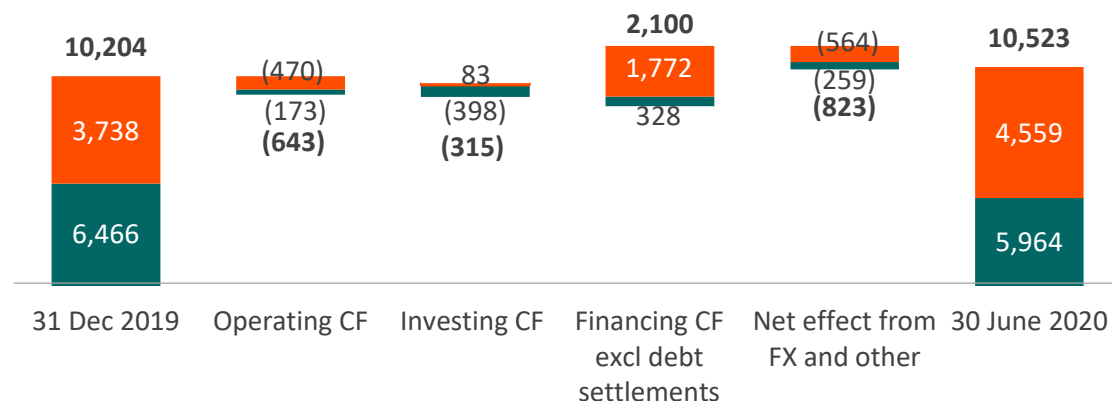 10,204
3,738
6,466
(470)
(173)
(643)
83
(398)
(315)
2,100
1,772
328
(564)
(259)
(823)
10,523
4,559
5,964
31 Dec 2019
Operating CF
Investing CF
Financing CF
excl debt
settlements
Net effect from
FX and other
30 June 2020